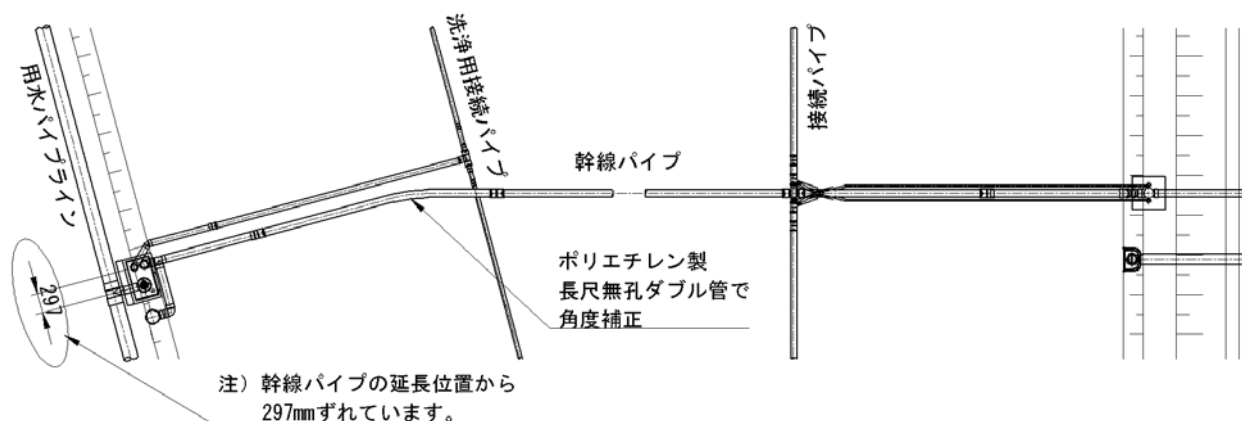 用水パイプライン
洗浄用接続パイプ
幹線パイプ
接続パイプ
ポリエチレン製
長尺無孔ダブル管で
角度補正
297
注）幹線パイプの延長位置から
297mmずれています。